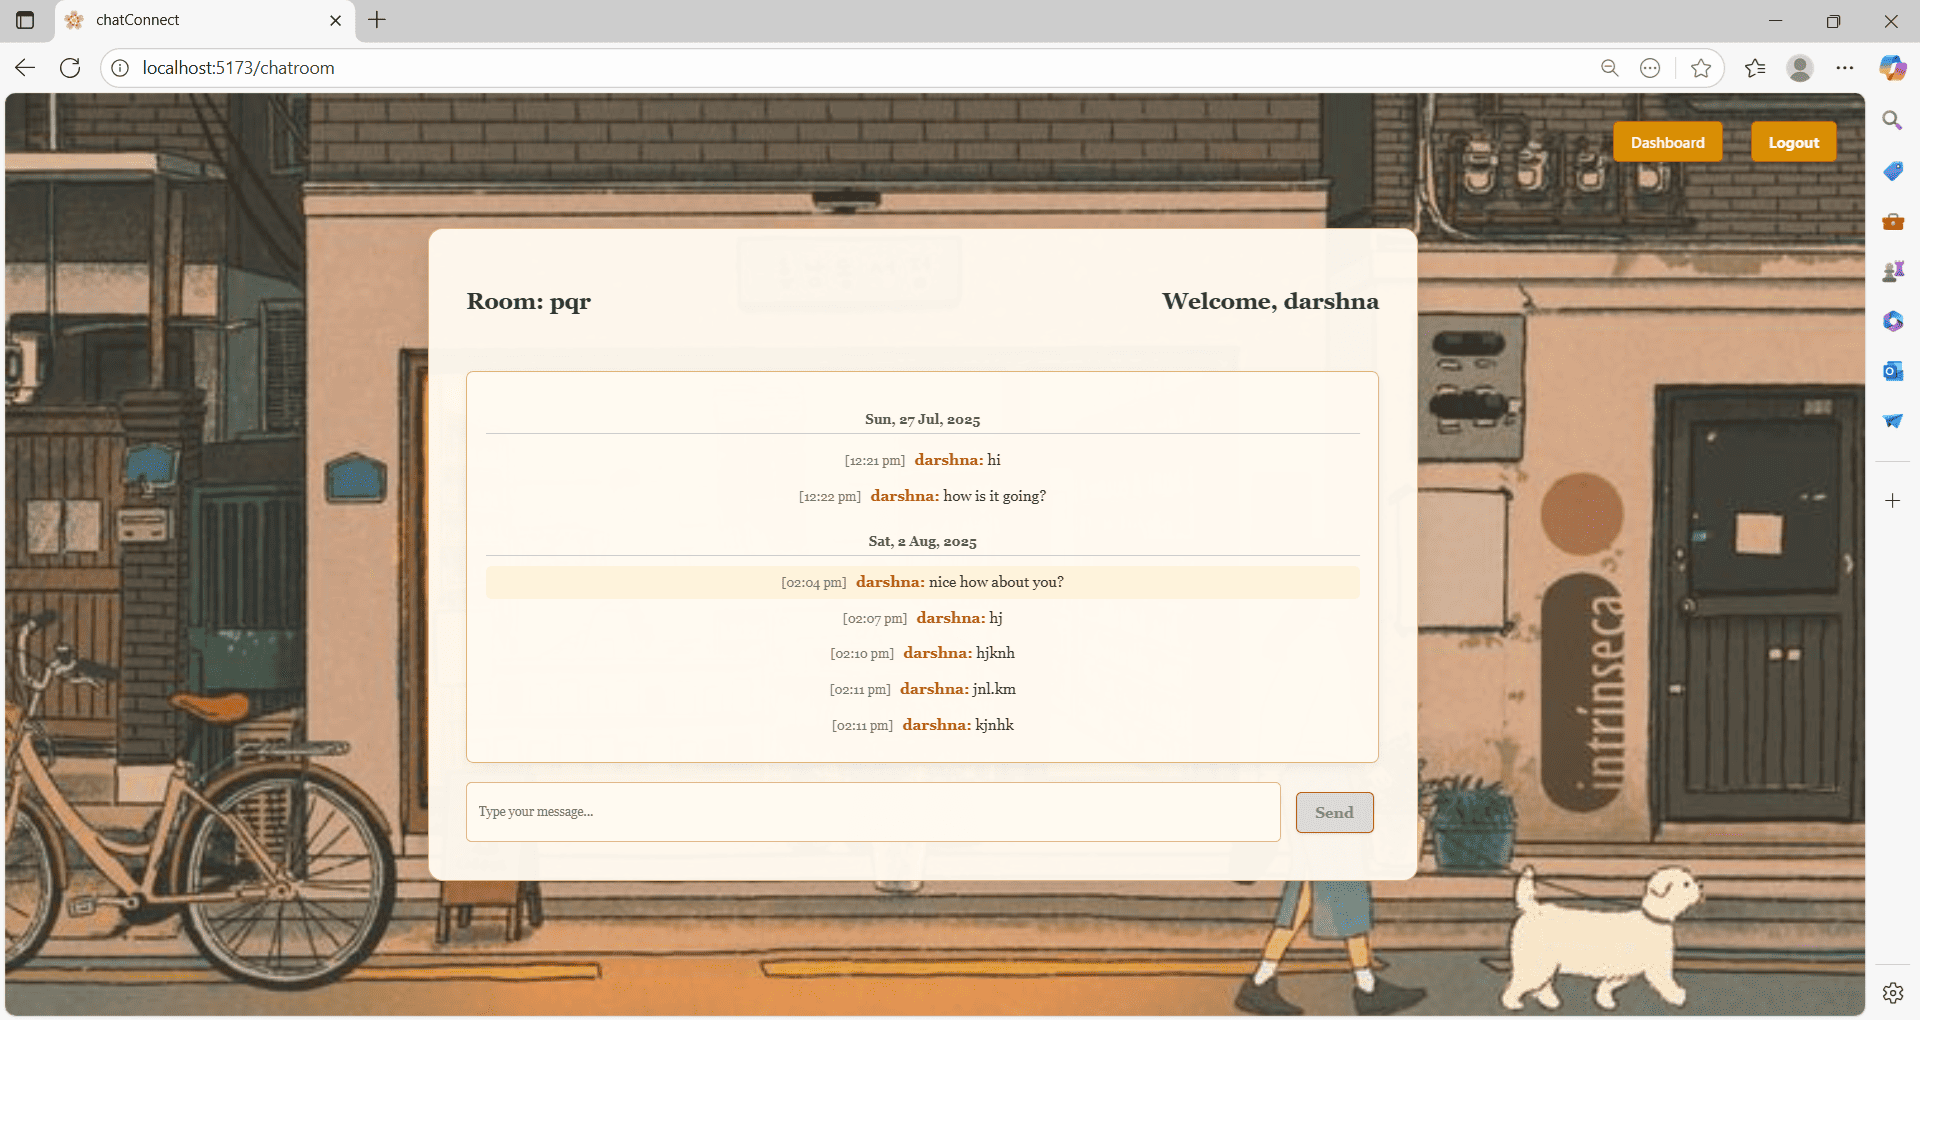 chatConnect
localhost:5173/chatroom
Dashboard
Logout
Room: pqr
Welcome, darshna
Sun, 27 Jul, 2025
[12:21 pm] darshna: hi
[12:22 pm] darshna: how is it going?
Sat, 2 Aug, 2025
[02:04 pm] darshna: nice how about you?
[02:07 pm] darshna: hj
[02:10 pm] darshna: hjknh
[02:11 pm] darshna: jnl.km
[02:11 pm] darshna: kjnhk
Type your message...
Send
intrinseca